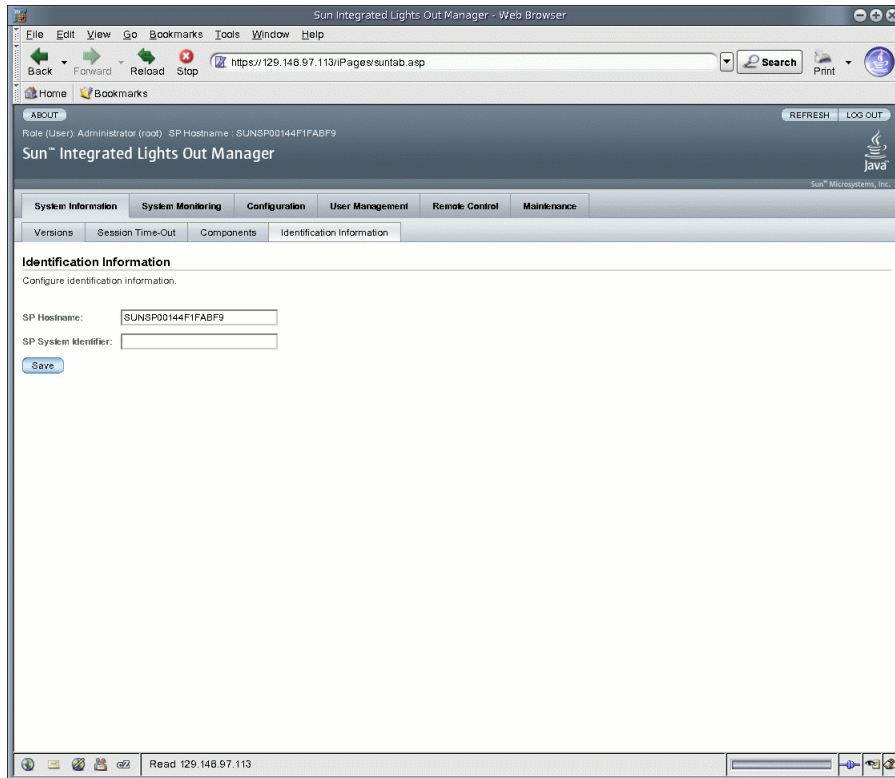 Sun Integrated Lights Out Manager - Web Browser
File Edit View Go Bookmarks Tools Window Help
Back Forward Reload Stop https://129.148.97.113/iPages/suntab.asp Search Print
Home Bookmarks
ABOUT REFRESH LOG OUT
Role (User): Administrator (root) SP Hostname : SUNSP00144F1FABF9
Sun™ Integrated Lights Out Manager
Java™
Sun™ Microsystems, Inc.
System Information System Monitoring Configuration User Management Remote Control Maintenance
Versions Session Time-Out Components Identification Information
Identification Information
Configure identification information.
SP Hostname: SUNSP00144F1FABF9
SP System Identifier:
Save
Read 129.148.97.113